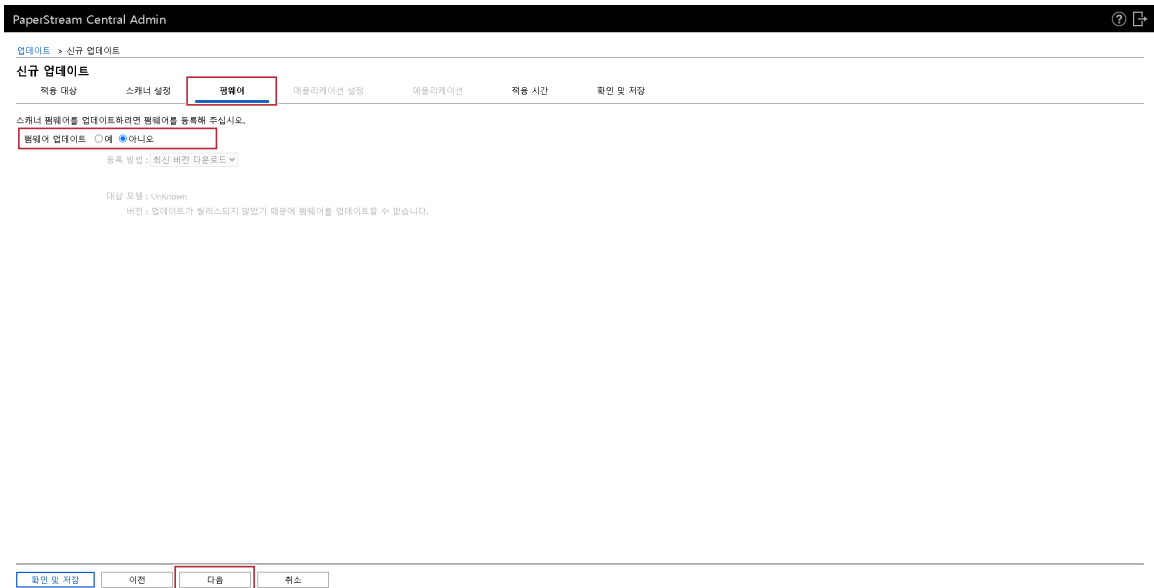 PaperStream Central Admin
업데이트 > 신규 업데이트
신규 업데이트
적용 대상 스캐너 설정 펌웨어 애플리케이션 설정 애플리케이션 적용 시간 확인 및 저장
스캐너 펌웨어를 업데이트하려면 펌웨어를 등록해 주십시오.
펌웨어 업데이트 예 아니오
등록 방법 : 최신 버전 다운로드
대상 모델 : UnKnown
버전 : 업데이트가 릴리스되지 않았기 때문에 펌웨어를 업데이트할 수 없습니다.
확인 및 저장 이전 다음 취소